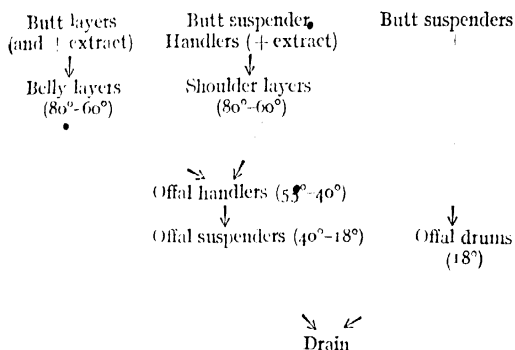 Butt layers
(and + extract)
Butt suspender
Handlers (+ extract)
Butt suspenders
Belly layers
(80°-60°)
Shoulder layers
(80°-60°)
Offal handlers (55°-40°)
Offal suspenders (40°-18°)
Offal drums
(18°)
Drain